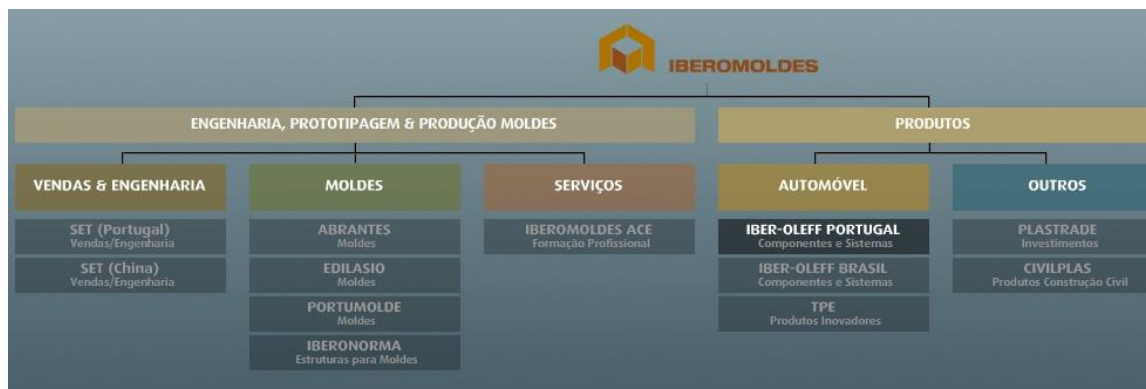 IBEROMOLDES
ENGENHARIA, PROTOTIPAGEM & PRODUÇÃO MOLDES
PRODUTOS
VENDAS & ENGENHARIA
MOLDES
SERVIÇOS
AUTOMÓVEL
OUTROS
SET (Portugal)
Vendas/Engenharia
SET (China)
Vendas/Engenharia
ABRANTES
Moldes
EDILASIO
Moldes
PORTUMOLDE
Moldes
IBERONORMA
Estruturas para Moldes
IBEROMOLDES ACE
Formação Profissional
IBER-OLEFF PORTUGAL
Componentes e Sistemas
IBER-OLEFF BRASIL
Componentes e Sistemas
TPE
Produtos Inovadores
PLASTRADE
Investimentos
CIVILPLAS
Produtos Construção Civil